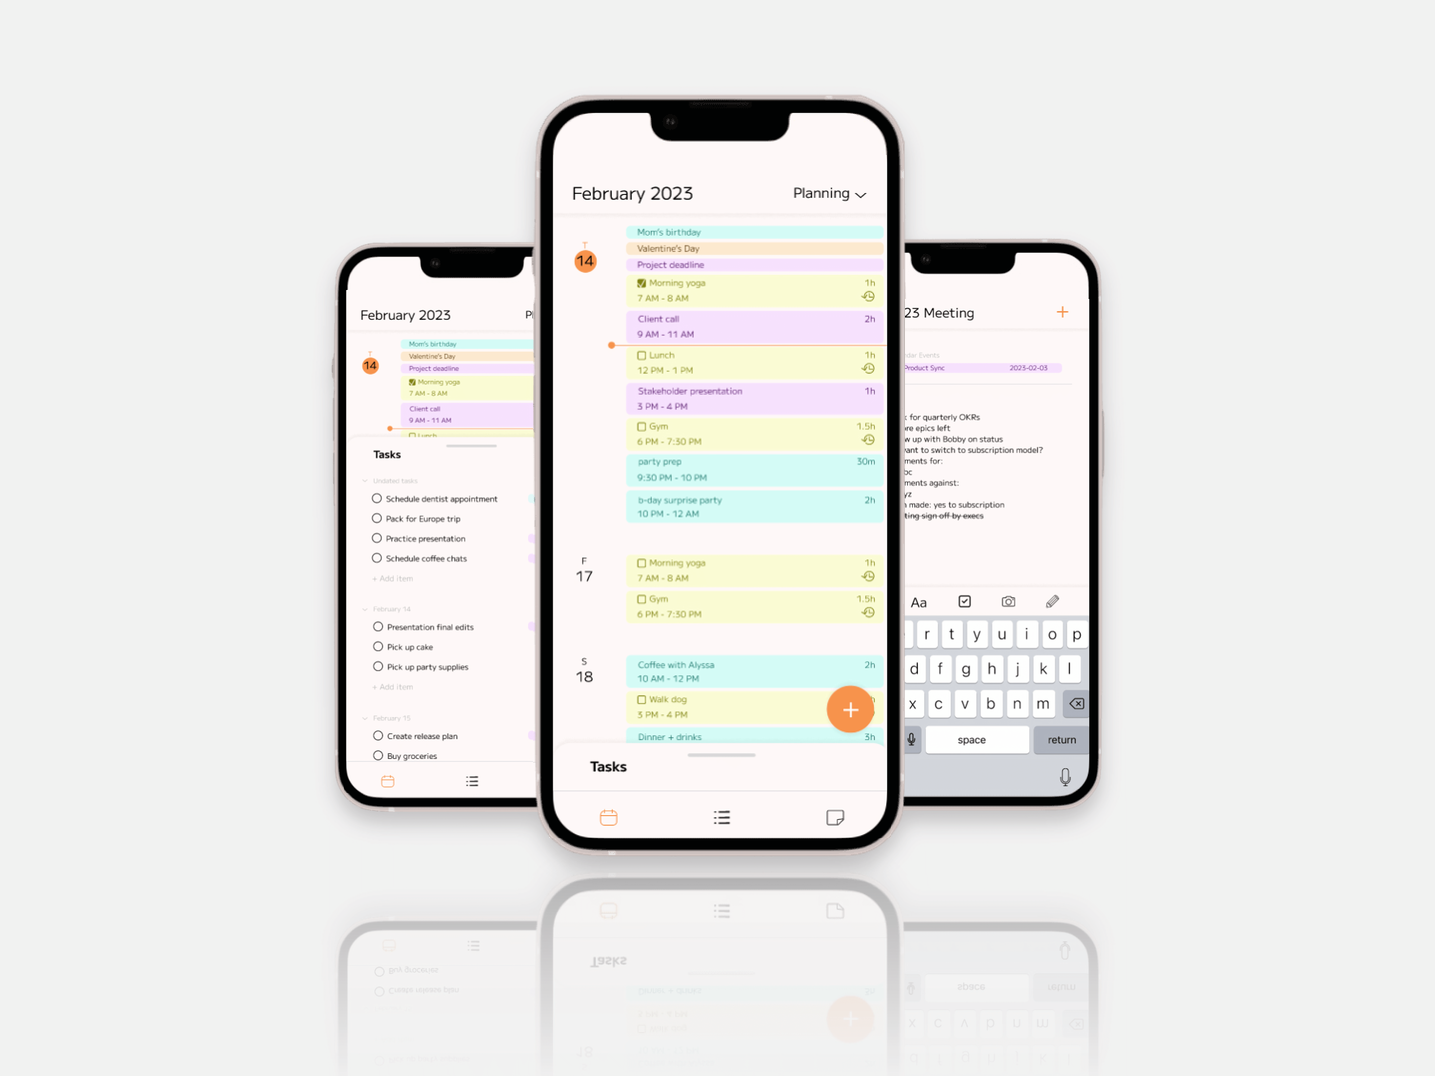 February 2023
Planning
T
14
Mom's birthday
Valentine's Day
Project deadline
Morning yoga 1h
7 AM - 8 AM
Client call 2h
9 AM - 11 AM
Lunch 1h
12 PM - 1 PM
Stakeholder presentation 1h
3 PM - 4 PM
Gym 1.5h
6 PM - 7:30 PM
party prep 30m
9:30 PM - 10 PM
b-day surprise party 2h
10 PM - 12 AM
F
17
Morning yoga 1h
7 AM - 8 AM
Gym 1.5h
6 PM - 7:30 PM
S
18
Coffee with Alyssa 2h
10 AM - 12 PM
Walk dog h
3 PM - 4 PM
Dinner + drinks 3h
Tasks
February 2023
Pl
T
14
Mom's birthday
Valentine's Day
Project deadline
Morning yoga
7 AM - 8 AM
Client call
9 AM - 11 AM
Lunch
Tasks
Undated tasks
Schedule dentist appointment
Pack for Europe trip
Practice presentation
Schedule coffee chats
+ Add item
February 14
Presentation final edits
Pick up cake
Pick up party supplies
+ Add item
February 15
Create release plan
Buy groceries
23 Meeting
+
ndar Events
Product Sync 2023-02-03
k for quarterly OKRs
re epics left
w up with Bobby on status
ant to switch to subscription model?
ments for:
bc
ments against:
yz
n made: yes to subscription
ting sign off by execs
Aa
r t y u i o p
d f g h j k l
x c v b n m
space return